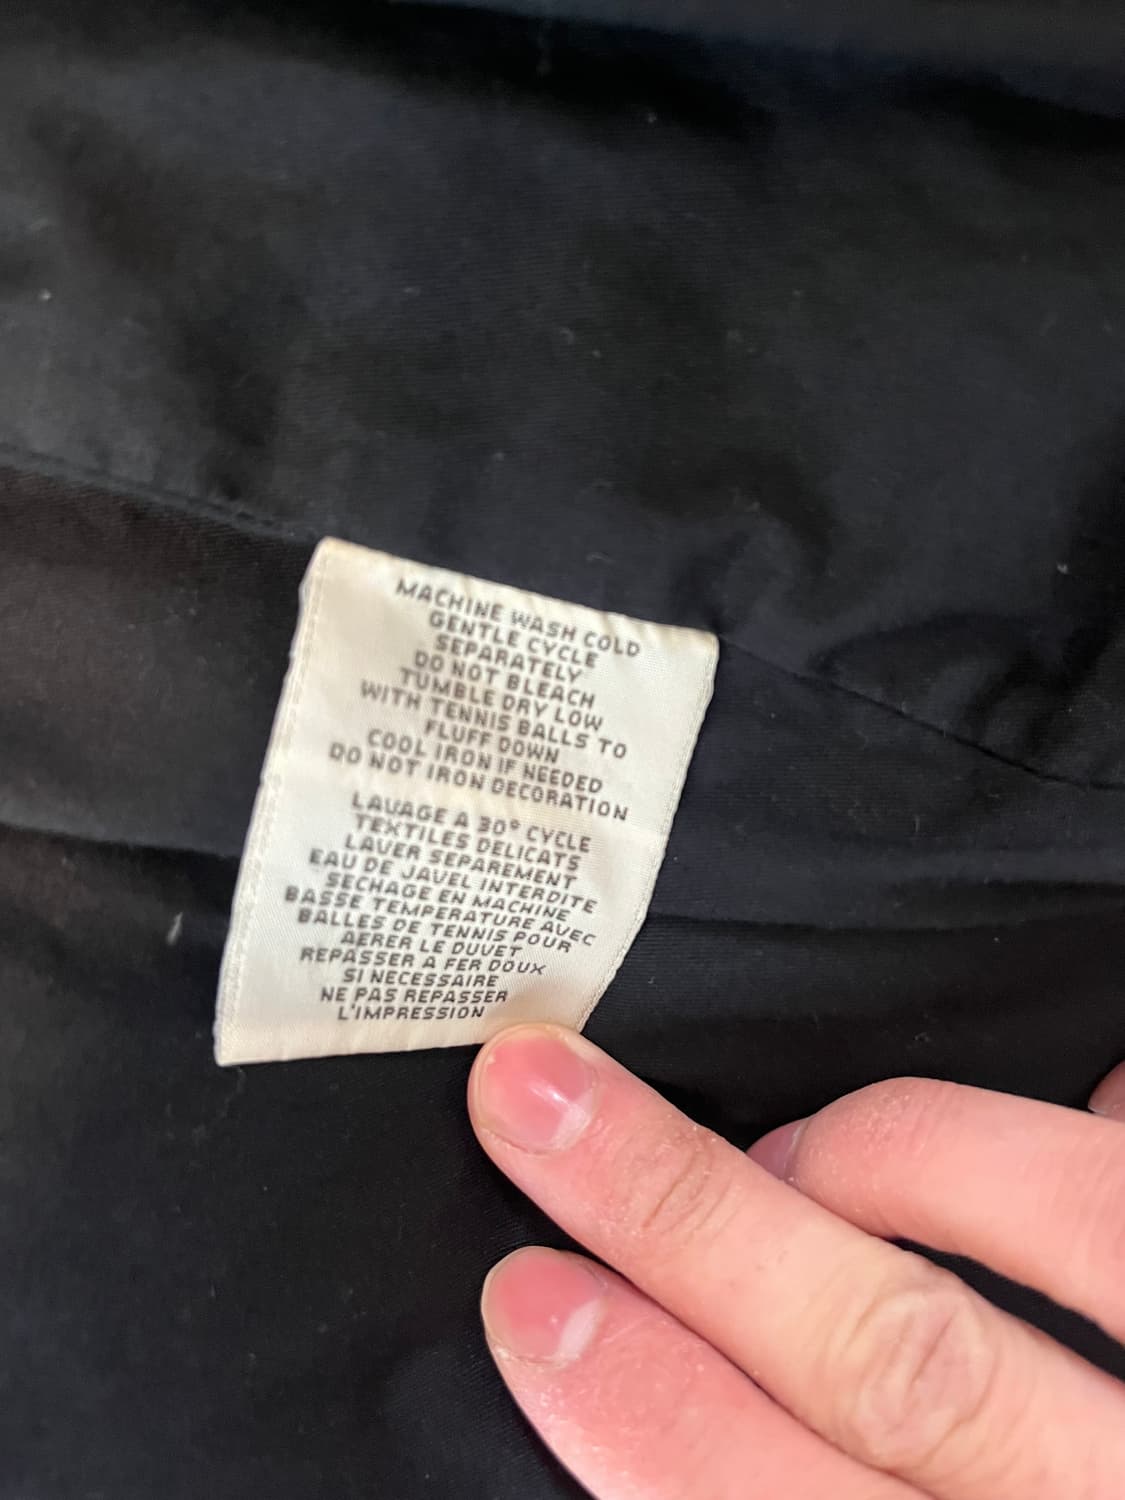 MACHINE WASH COLD
GENTLE CYCLE
SEPARATELY
DO NOT BLEACH
TUMBLE DRY LOW
WITH TENNIS BALLS TO
FLUFF DOWN
COOL IRON IF NEEDED
DO NOT IRON DECORATION
LAVAGE A 30° CYCLE
TEXTILES DELICATS
LAVER SEPAREMENT
EAU DE JAVEL INTERDITE
SECHAGE EN MACHINE
BASSE TEMPERATURE AVEC
BALLES DE TENNIS POUR
AERER LE DUVET
REPASSER A FER DOUX
SI NECESSAIRE
NE PAS REPASSER
L'IMPRESSION